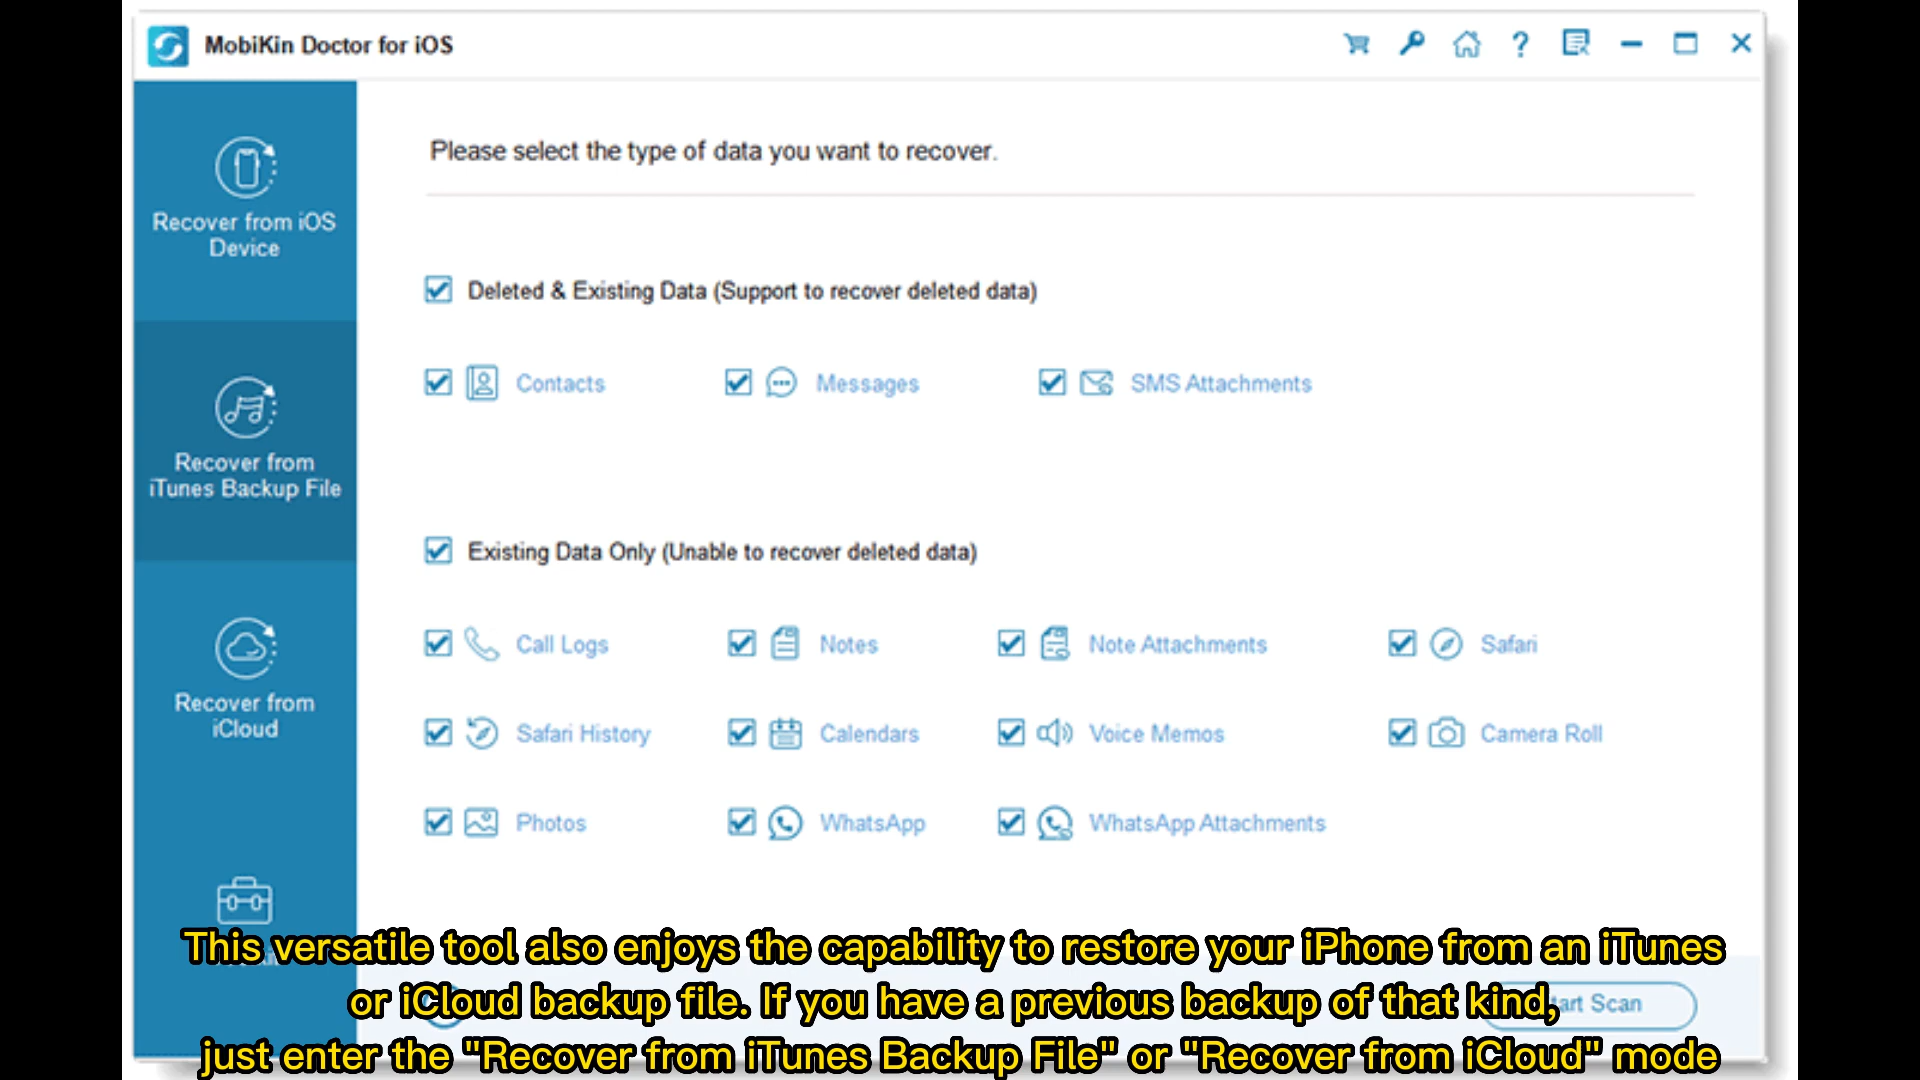 MobiKin Doctor for iOS
Please select the type of data you want to recover.
Recover from iOS
Device
Deleted & Existing Data (Support to recover deleted data)
Contacts Messages SMS Attachments
Recover from
iTunes Backup File
Existing Data Only (Unable to recover deleted data)
Call Logs Notes Note Attachments Safari
Recover from
iCloud
Safari History Calendars Voice Memos Camera Roll
Photos WhatsApp WhatsApp Attachments
Scan
This versatile tool also enjoys the capability to restore your iPhone from an iTunes
or iCloud backup file. If you have a previous backup of that kind,
just enter the "Recover from iTunes Backup File" or "Recover from iCloud" mode